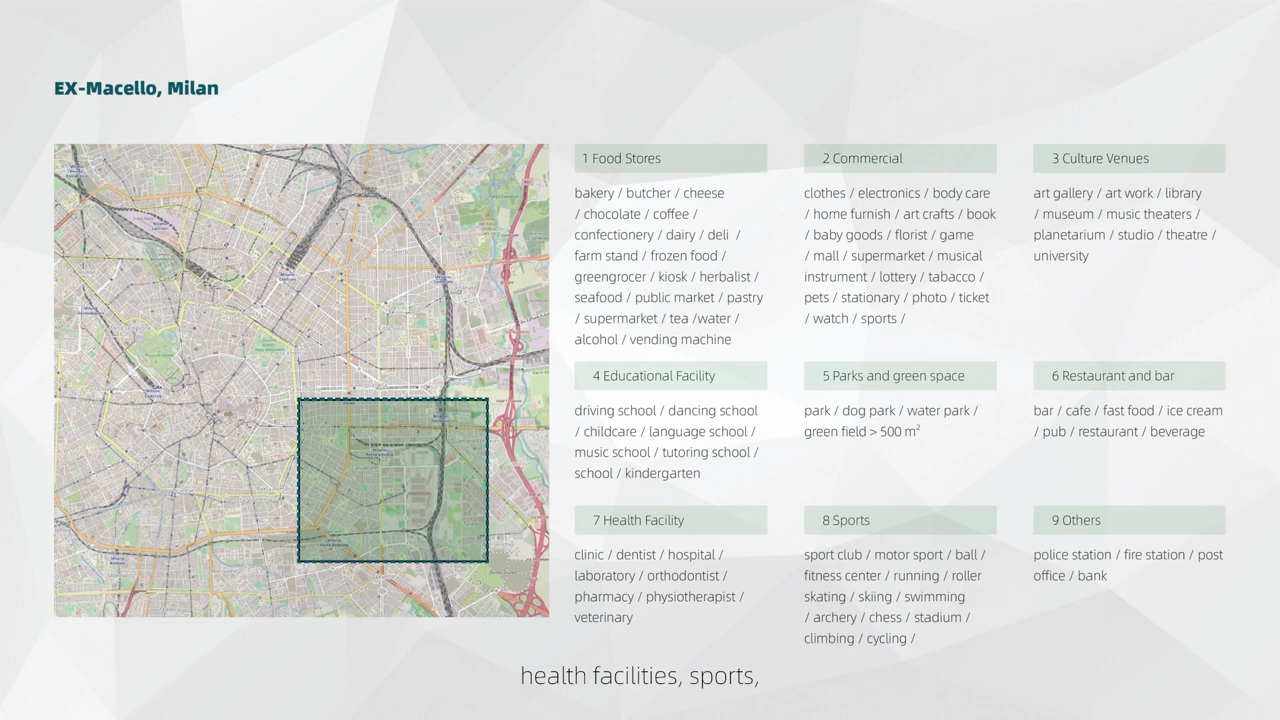 EX-Macello, Milan
1 Food Stores
bakery / butcher / cheese
/ chocolate / coffee /
confectionery / dairy / deli /
farm stand / frozen food /
greengrocer / kiosk / herbalist /
seafood / public market / pastry
/ supermarket / tea /water /
alcohol / vending machine
2 Commercial
clothes / electronics / body care
/ home furnish / art crafts / book
/ baby goods / florist / game
/ mall / supermarket / musical
instrument / lottery / tabacco /
pets / stationary / photo / ticket
/ watch / sports /
3 Culture Venues
art gallery / art work / library
/ museum / music theaters /
planetarium / studio / theatre /
university
4 Educational Facility
driving school / dancing school
/ childcare / language school /
music school / tutoring school /
school / kindergarten
5 Parks and green space
park / dog park / water park /
green field > 500 m²
6 Restaurant and bar
bar / cafe / fast food / ice cream
/ pub / restaurant / beverage
7 Health Facility
clinic / dentist / hospital /
laboratory / orthodontist /
pharmacy / physiotherapist /
veterinary
8 Sports
sport club / motor sport / ball /
fitness center / running / roller
skating / skiing / swimming
/ archery / chess / stadium /
climbing / cycling /
9 Others
police station / fire station / post
office / bank
health facilities, sports,